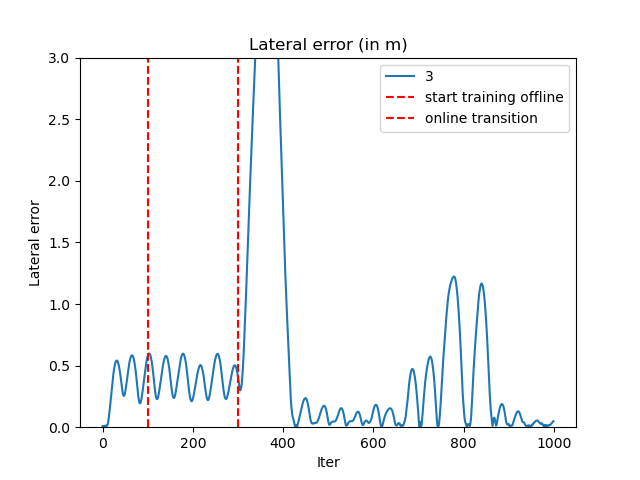 Lateral error (in m)
3
start training offline
online transition
3.0
2.5
2.0
1.5
1.0
0.5
0.0
Lateral error
0 200 400 600 800 1000
Iter